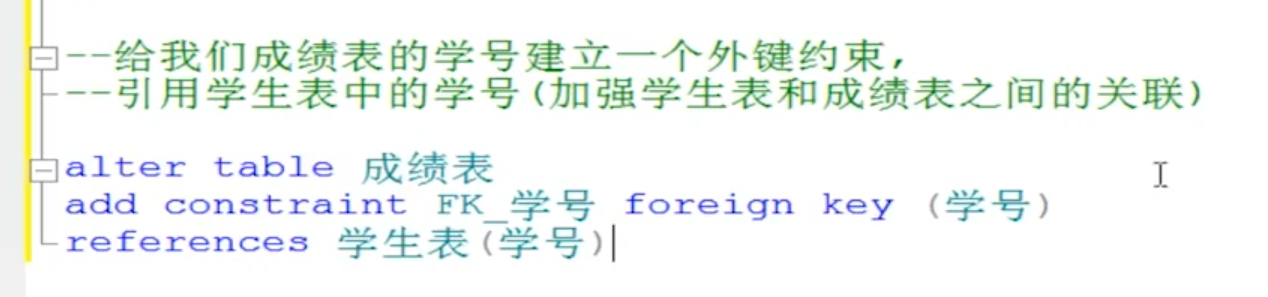 --给我们成绩表的学号建立一个外键约束,
--引用学生表中的学号(加强学生表和成绩表之间的关联)
alter table 成绩表
add constraint FK_学号 foreign key (学号)
references 学生表(学号)